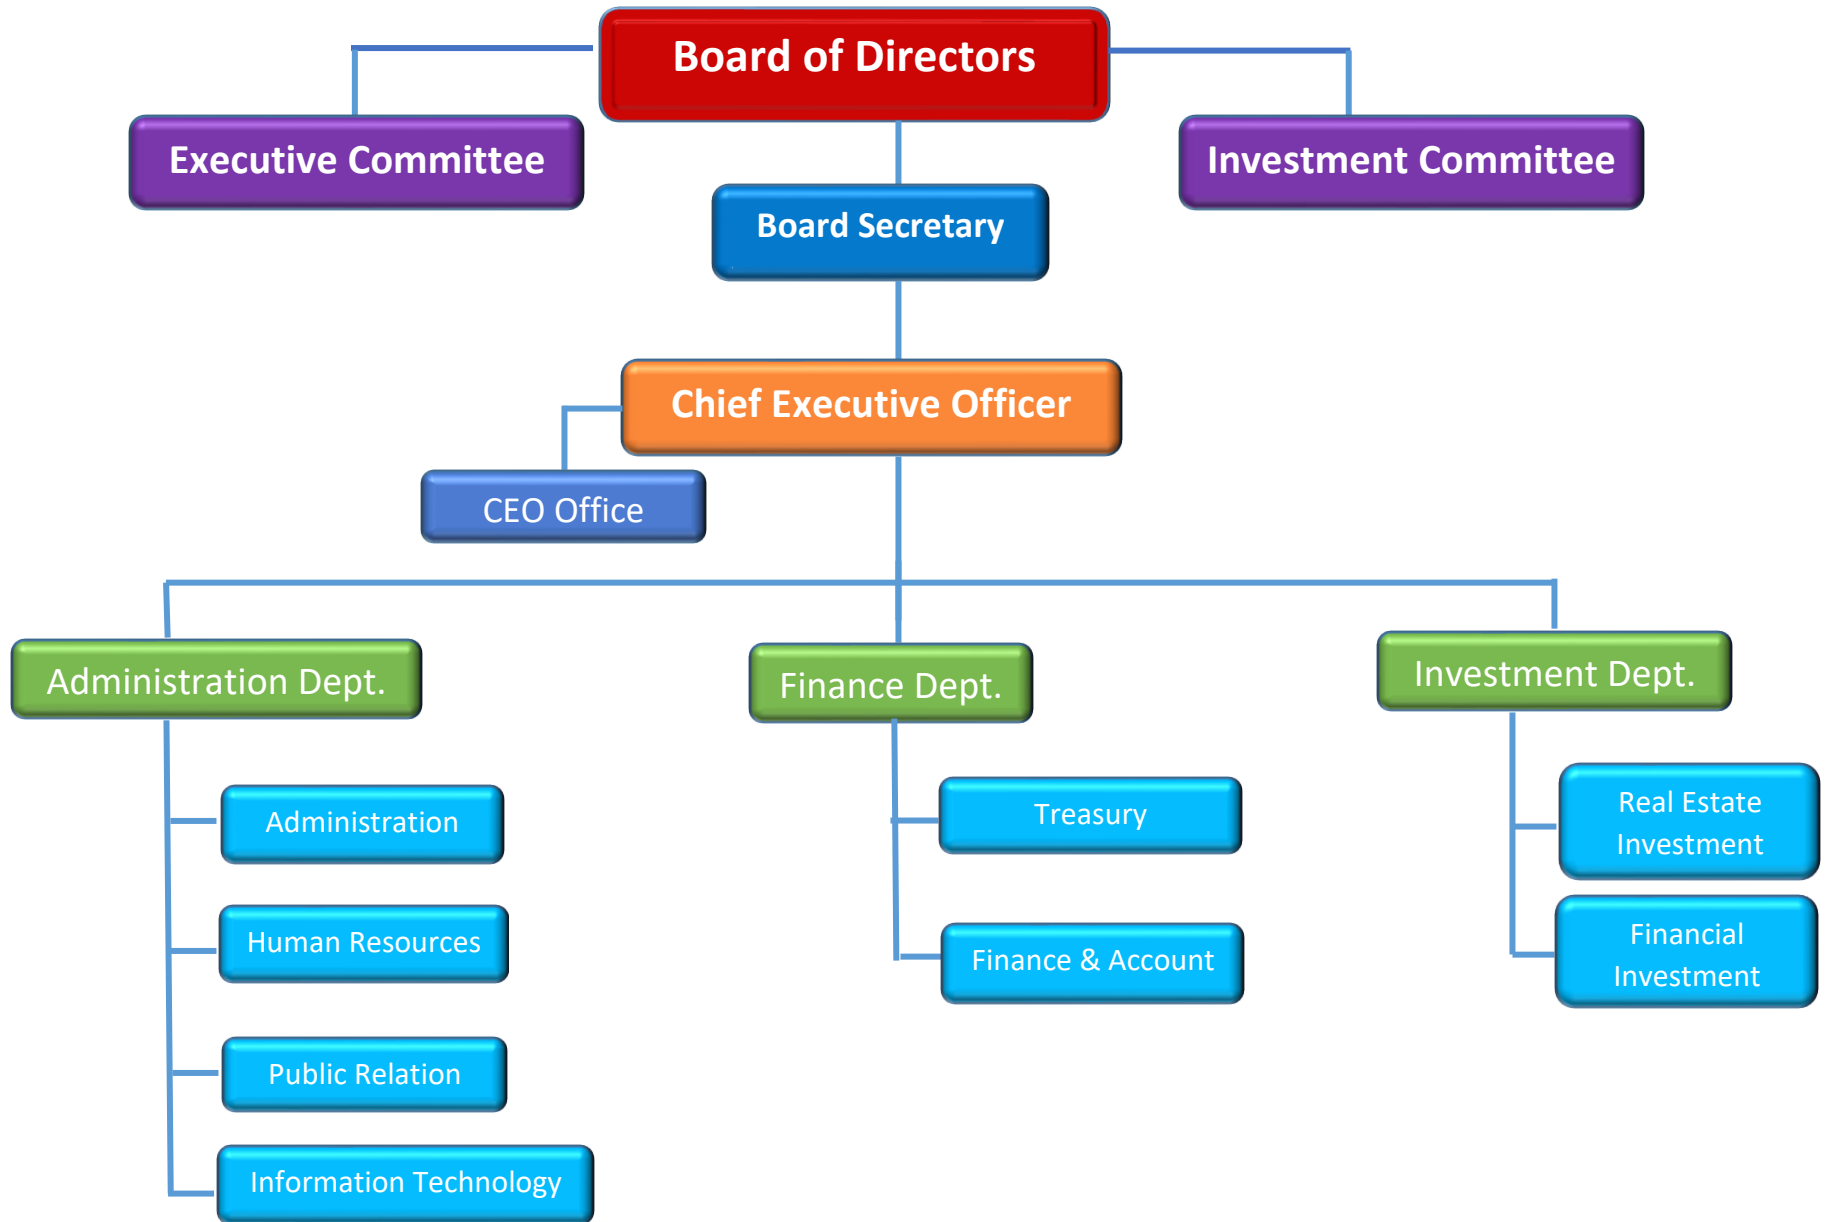 Board of Directors
Executive Committee
Investment Committee
Board Secretary
Chief Executive Officer
CEO Office
Administration Dept.
Finance Dept.
Investment Dept.
Administration
Human Resources
Public Relation
Information Technology
Treasury
Finance & Account
Real Estate
Investment
Financial
Investment